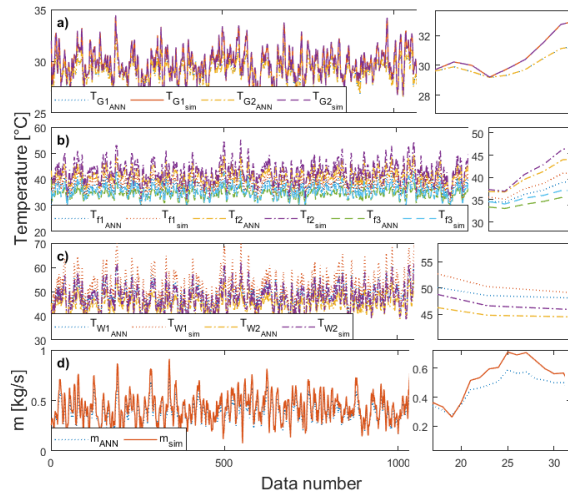 35
a)
30
25
T_G1_ANN T_G1_sim T_G2_ANN T_G2_sim
32
30
28
Temperature [°C]
60
b)
50
40
30
20
T_f1_ANN T_f1_sim T_f2_ANN T_f2_sim T_f3_ANN T_f3_sim
50
45
40
35
30
70
c)
60
50
40
30
T_W1_ANN T_W1_sim T_W2_ANN T_W2_sim
55
50
45
m [kg/s]
1
d)
0.5
0
m_ANN m_sim
0 500 1000
0.6
0.4
0.2
20 25 30
Data number